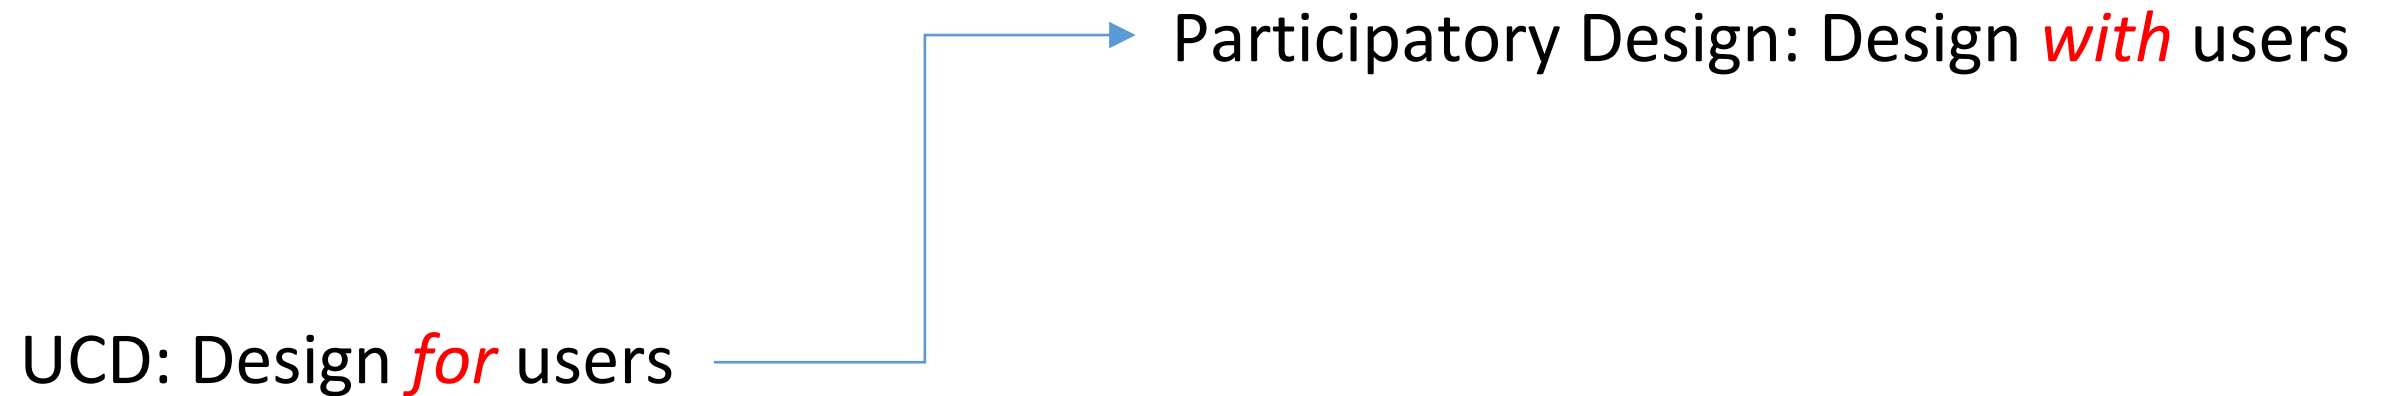 Participatory Design: Design with users
UCD: Design for users